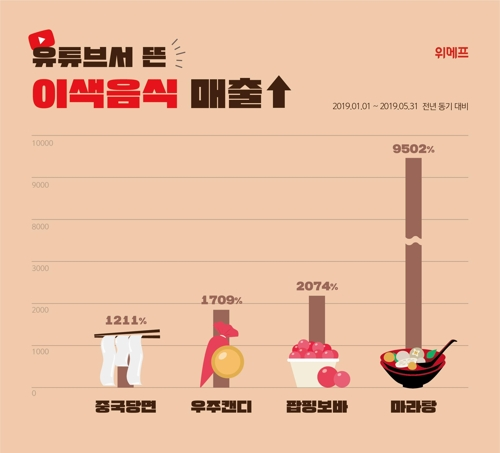 유튜브서 뜬
이색음식 매출
위메프
2019.01.01 ~ 2019.05.31 전년 동기 대비
10000
9000
8000
3000
2000
1000
0
1211%
1709%
2074%
9502%
중국당면
우주캔디
팝핑보바
마라탕